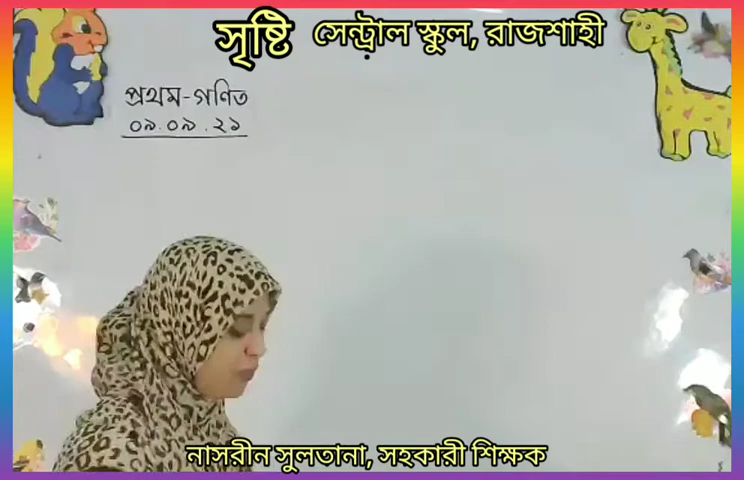 সৃষ্টি সেন্ট্রাল স্কুল, রাজশাহী
প্রথম-গণিত
০৯.০৯.২১
নাসরীন সুলতানা, সহকারী শিক্ষক